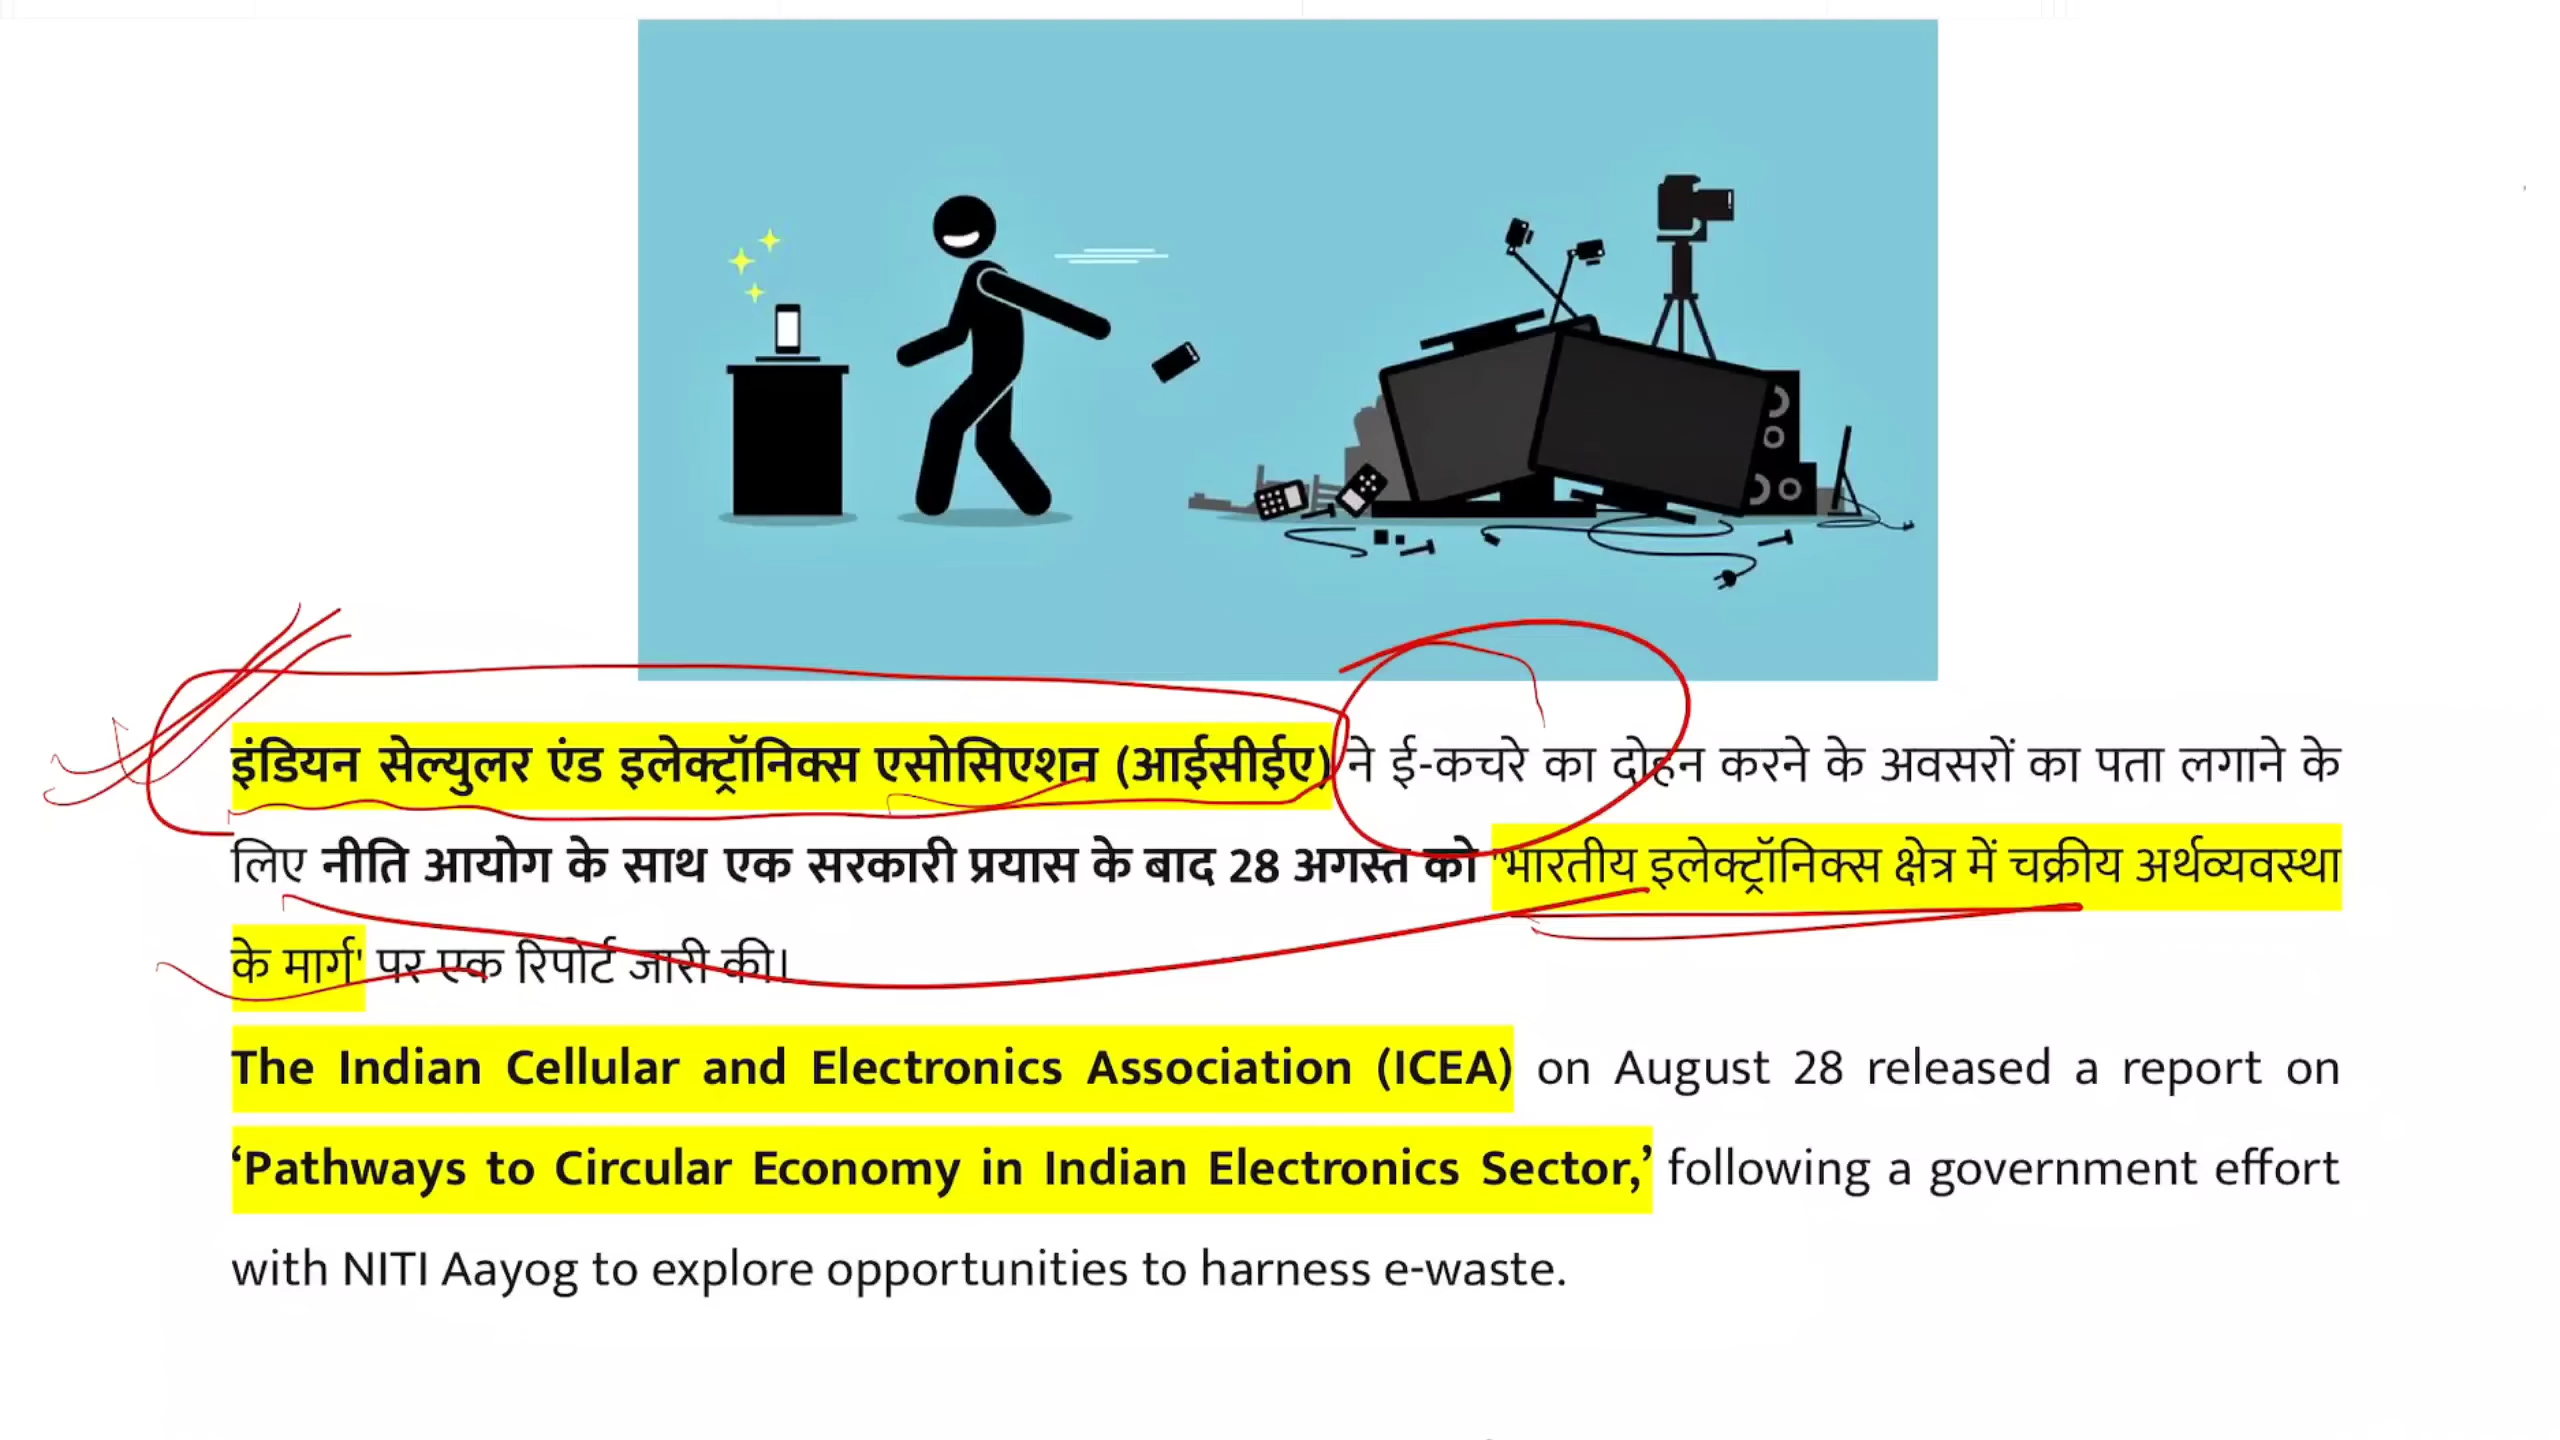 इंडियन सेल्युलर एंड इलेक्ट्रॉनिक्स एसोसिएशन (आईसीईए) ने ई-कचरे का दोहन करने के अवसरों का पता लगाने के
लिए नीति आयोग के साथ एक सरकारी प्रयास के बाद 28 अगस्त को 'भारतीय इलेक्ट्रॉनिक्स क्षेत्र में चक्रीय अर्थव्यवस्था
के मार्ग' पर एक रिपोर्ट जारी की।
The Indian Cellular and Electronics Association (ICEA) on August 28 released a report on
‘Pathways to Circular Economy in Indian Electronics Sector,’ following a government effort
with NITI Aayog to explore opportunities to harness e-waste.